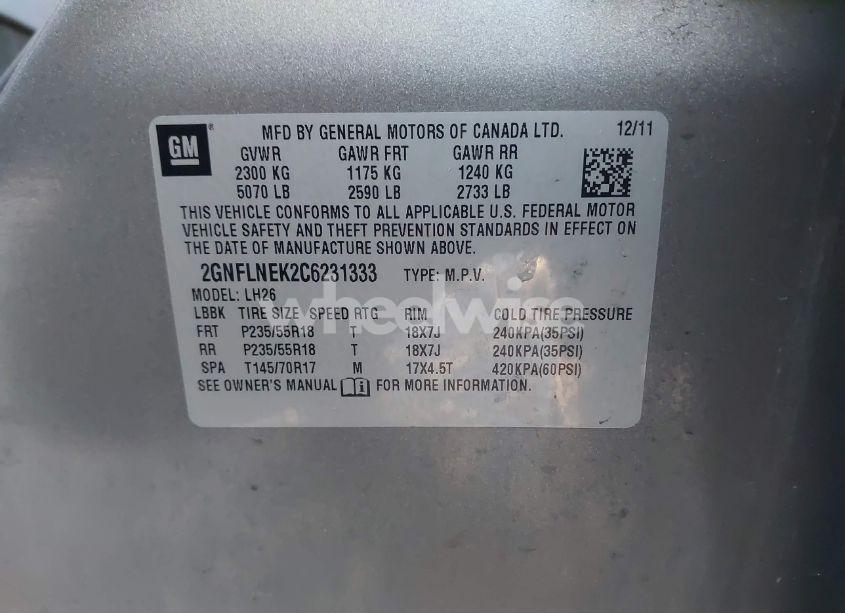 GM® MFD BY GENERAL MOTORS OF CANADA LTD. 12/11
GVWR GAWR FRT GAWR RR
2300 KG 1175 KG 1240 KG
5070 LB 2590 LB 2733 LB
THIS VEHICLE CONFORMS TO ALL APPLICABLE U.S. FEDERAL MOTOR
VEHICLE SAFETY AND THEFT PREVENTION STANDARDS IN EFFECT ON
THE DATE OF MANUFACTURE SHOWN ABOVE.
2GNFLNEK2C6231333 TYPE: M.P.V.
MODEL: LH26
wheelwise
LBBK TIRE SIZE SPEED RTG RIM COLD TIRE PRESSURE
FRT P235/55R18 T 18X7J 240KPA(35PSI)
RR P235/55R18 T 18X7J 240KPA(35PSI)
SPA T145/70R17 M 17X4.5T 420KPA(60PSI)
SEE OWNER'S MANUAL i FOR MORE INFORMATION.